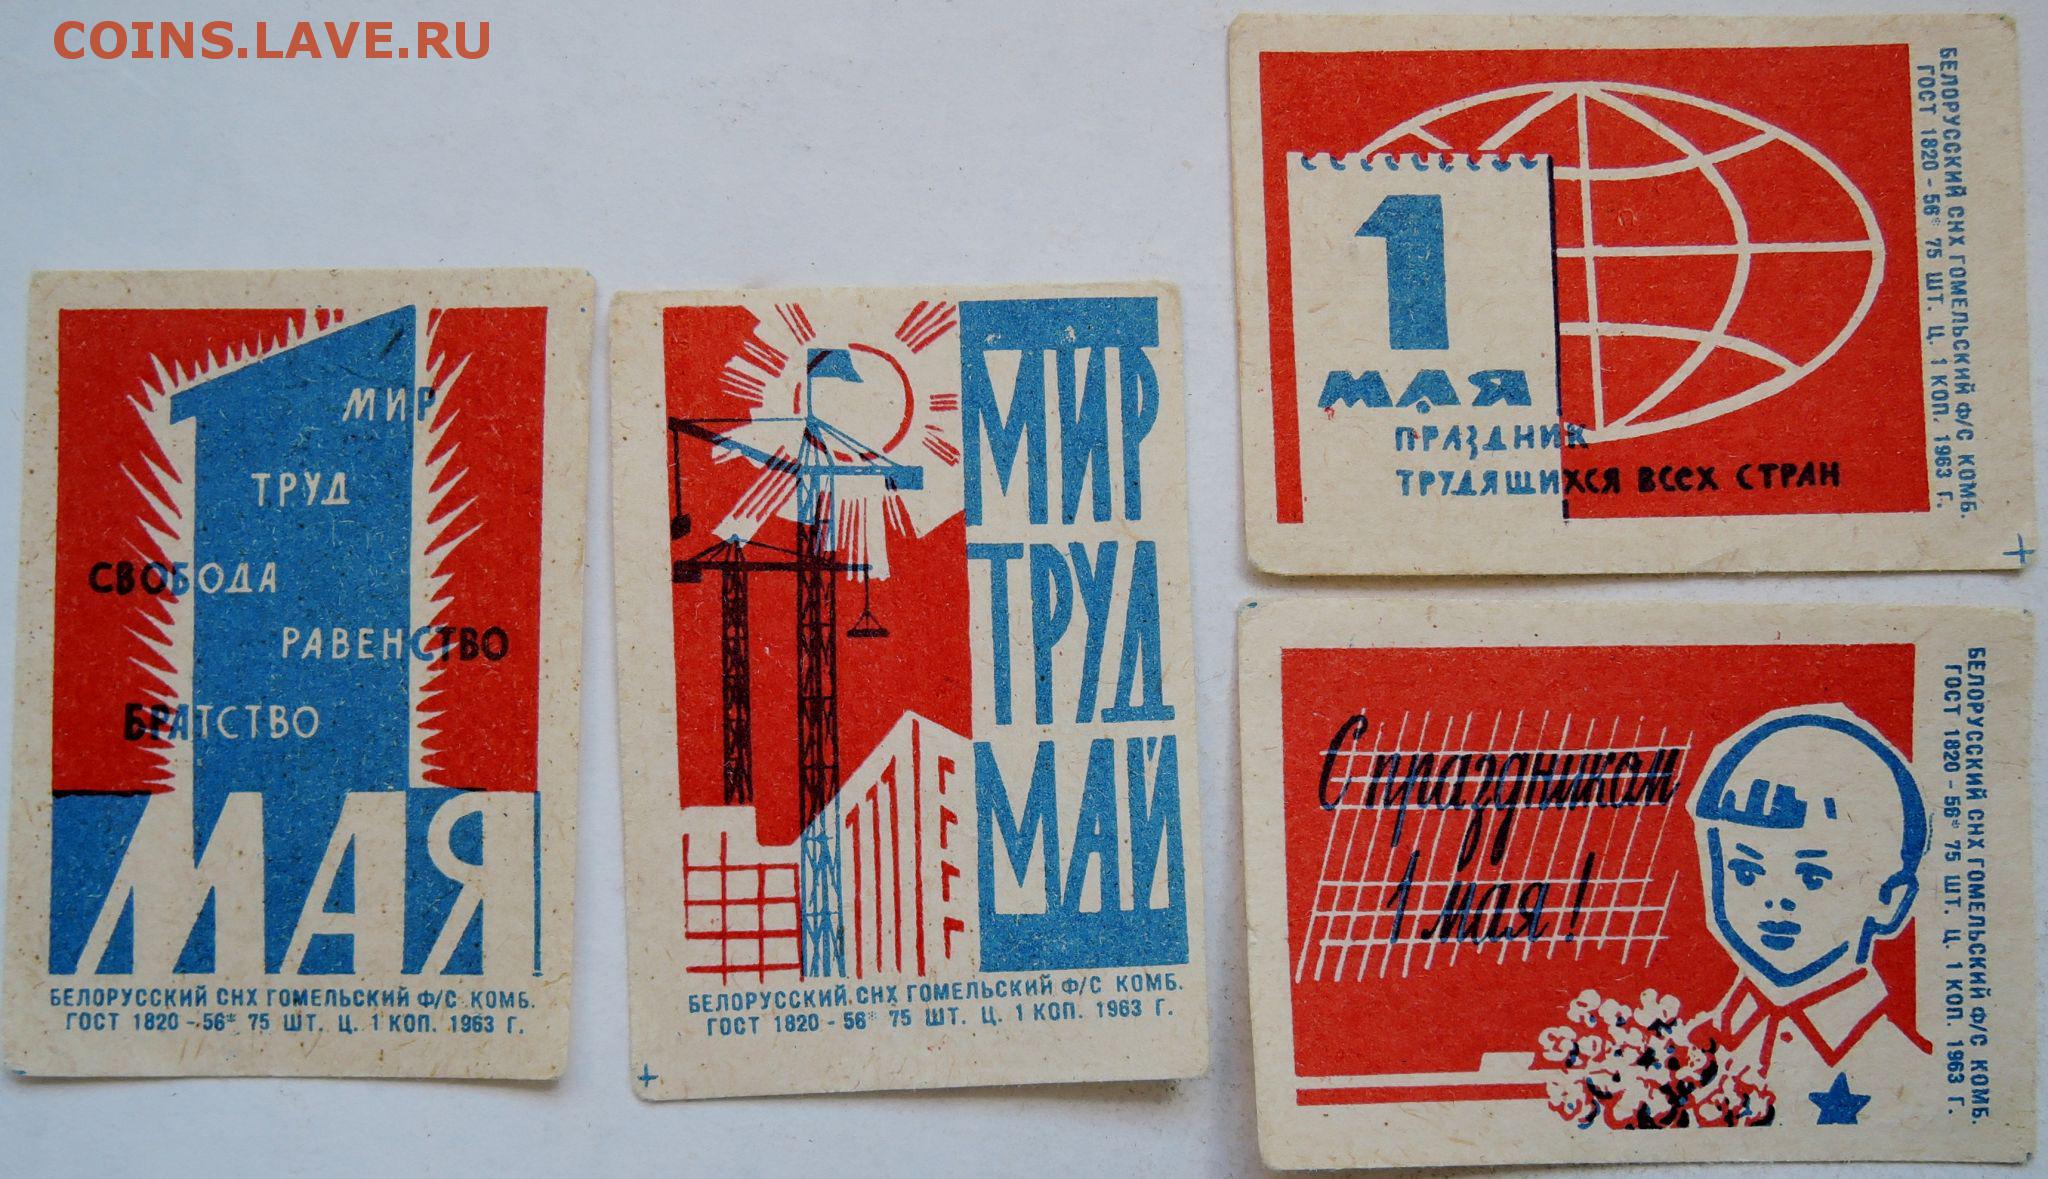 COINS.LAVE.RU
МИР
ТРУД
СВОБОДА
РАВЕНСТВО
БРАТСТВО
1
МАЯ
БЕЛОРУССКИЙ СНХ ГОМЕЛЬСКИЙ Ф/С КОМБ.
ГОСТ 1820-56* 75 ШТ. Ц. 1 КОП. 1963 Г.
МИР
ТРУД
МАЙ
БЕЛОРУССКИЙ СНХ ГОМЕЛЬСКИЙ Ф/С КОМБ.
ГОСТ 1820-56* 75 ШТ. Ц. 1 КОП. 1963 Г.
1
МАЯ
ПРАЗДНИК
ТРУДЯЩИХСЯ ВСЕХ СТРАН
БЕЛОРУССКИЙ СНХ ГОМЕЛЬСКИЙ Ф/С КОМБ.
ГОСТ 1820-56* 75 ШТ. Ц. 1 КОП. 1963 Г.
С праздником
1 мая!
БЕЛОРУССКИЙ СНХ ГОМЕЛЬСКИЙ Ф/С КОМБ.
ГОСТ 1820-56* 75 ШТ. Ц. 1 КОП. 1963 Г.